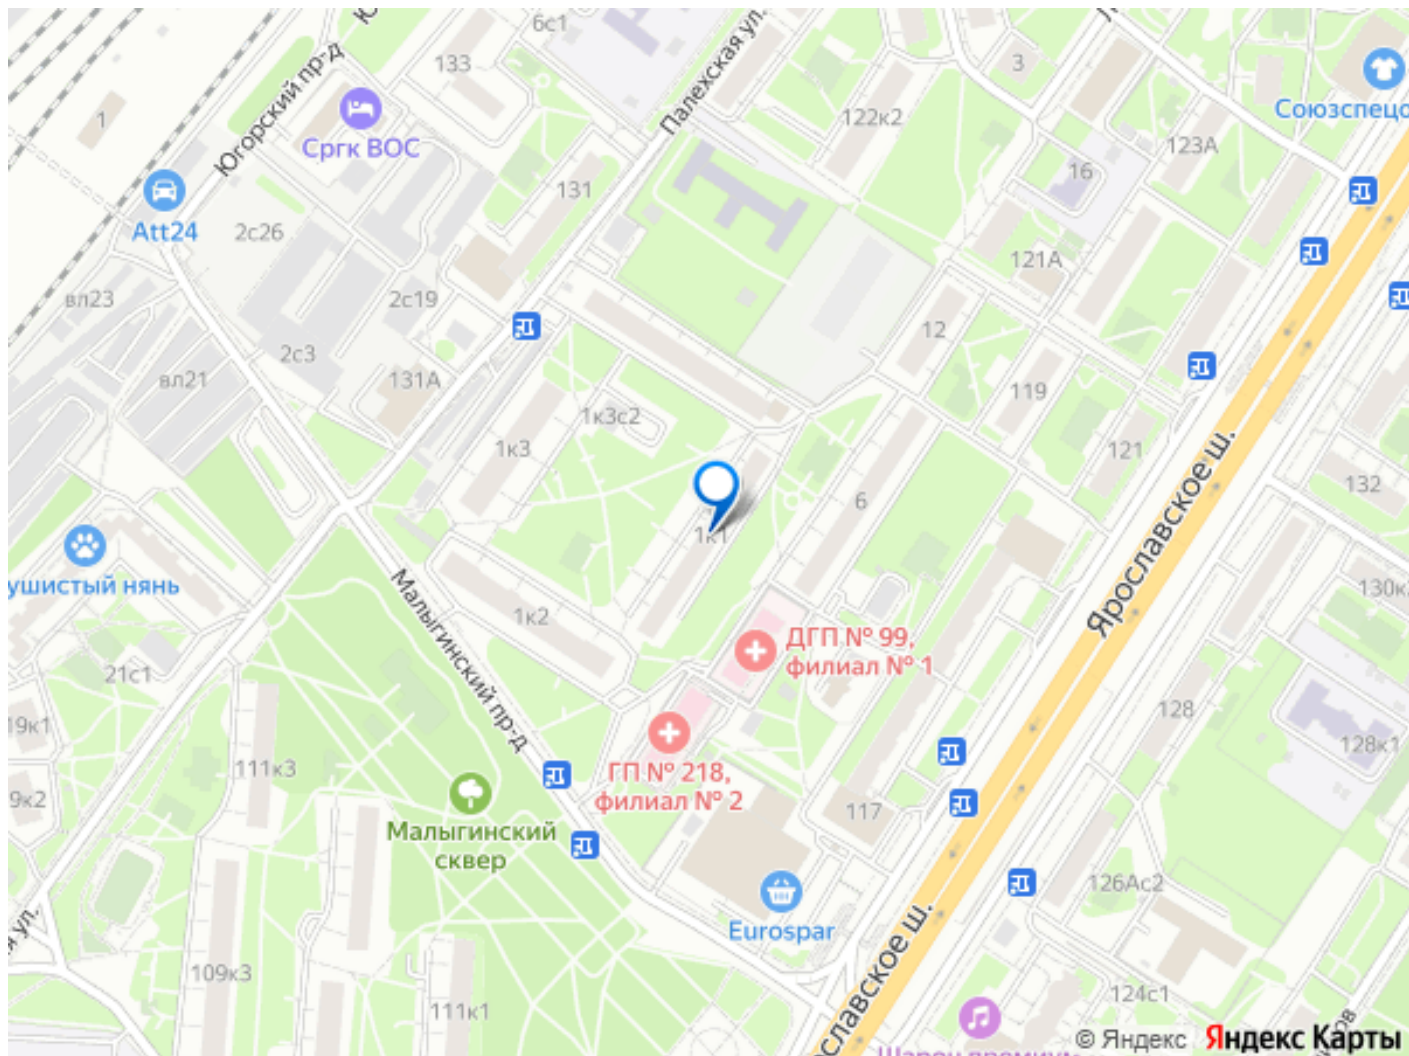 6с1
133
Палехская ул.
3
Югорский пр-д
122к2
Союзспецо
1
Сргк ВОС
123А
16
131
Att24
2с26
121А
вл23
2с19
12
2с3
вл21
131А
119
1к3с2
1к3
121
Ярославское ш.
132
6
1к1
ушистый нянь
Малыгинский пр-д
1к2
130к
ДГП № 99,
филиал № 1
21с1
19к1
128
128к1
111к3
ГП № 218,
филиал № 2
9к2
Малыгинский
сквер
117
126Ас2
Eurospar
ул.
109к3
рославское ш.
111к1
124с1
© Яндекс Яндекс Карты